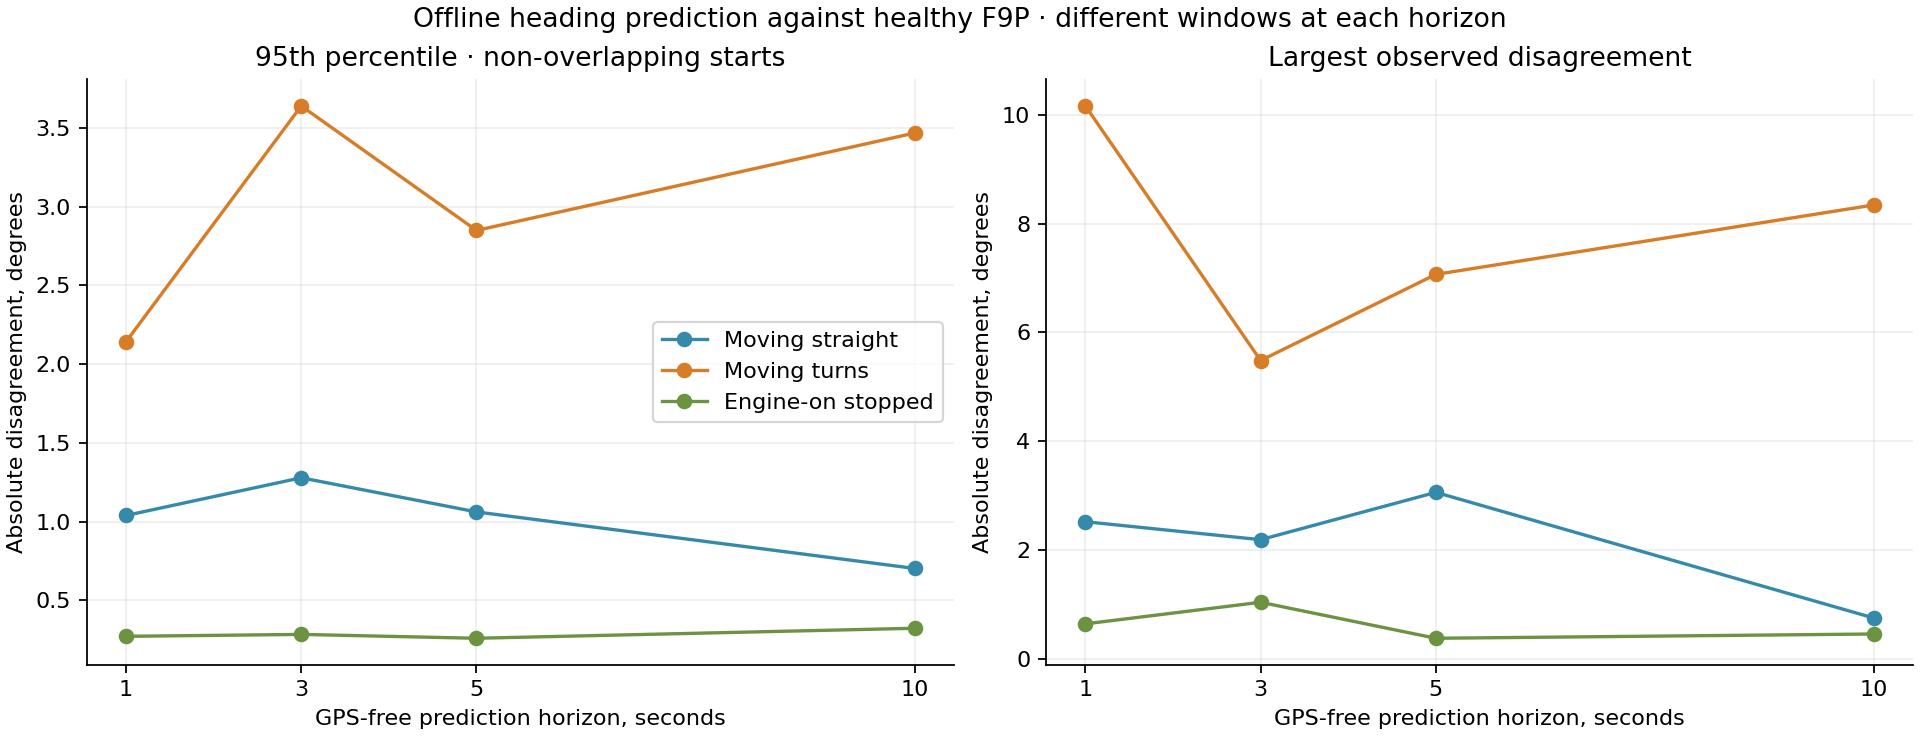 Offline heading prediction against healthy F9P · different windows at each horizon
95th percentile · non-overlapping starts
Absolute disagreement, degrees
3.5
3.0
2.5
2.0
1.5
1.0
0.5
Moving straight
Moving turns
Engine-on stopped
1 3 5 10
GPS-free prediction horizon, seconds
Largest observed disagreement
Absolute disagreement, degrees
10
8
6
4
2
0
1 3 5 10
GPS-free prediction horizon, seconds